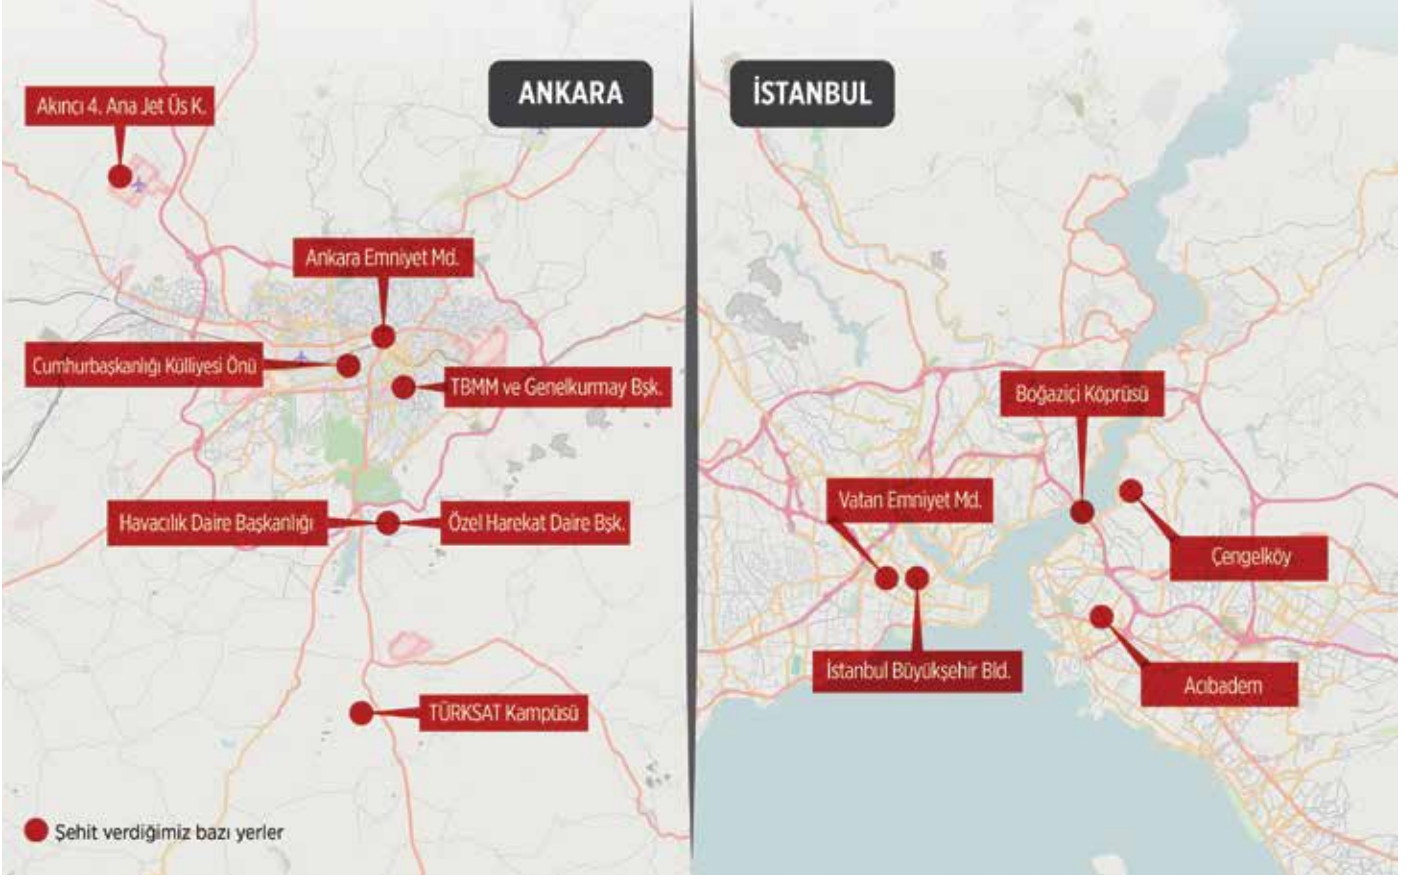 ANKARA
Akıncı 4. Ana Jet Üs K.
Ankara Emniyet Md.
Cumhurbaşkanlığı Külliyesi Önü
TBMM ve Genelkurmay Bşk.
Havacılık Daire Başkanlığı
Özel Harekat Daire Bşk.
TÜRKSAT Kampüsü
Şehit verdiğimiz bazı yerler
İSTANBUL
Boğaziçi Köprüsü
Vatan Emniyet Md.
Çengelköy
İstanbul Büyükşehir Bld.
Acıbadem